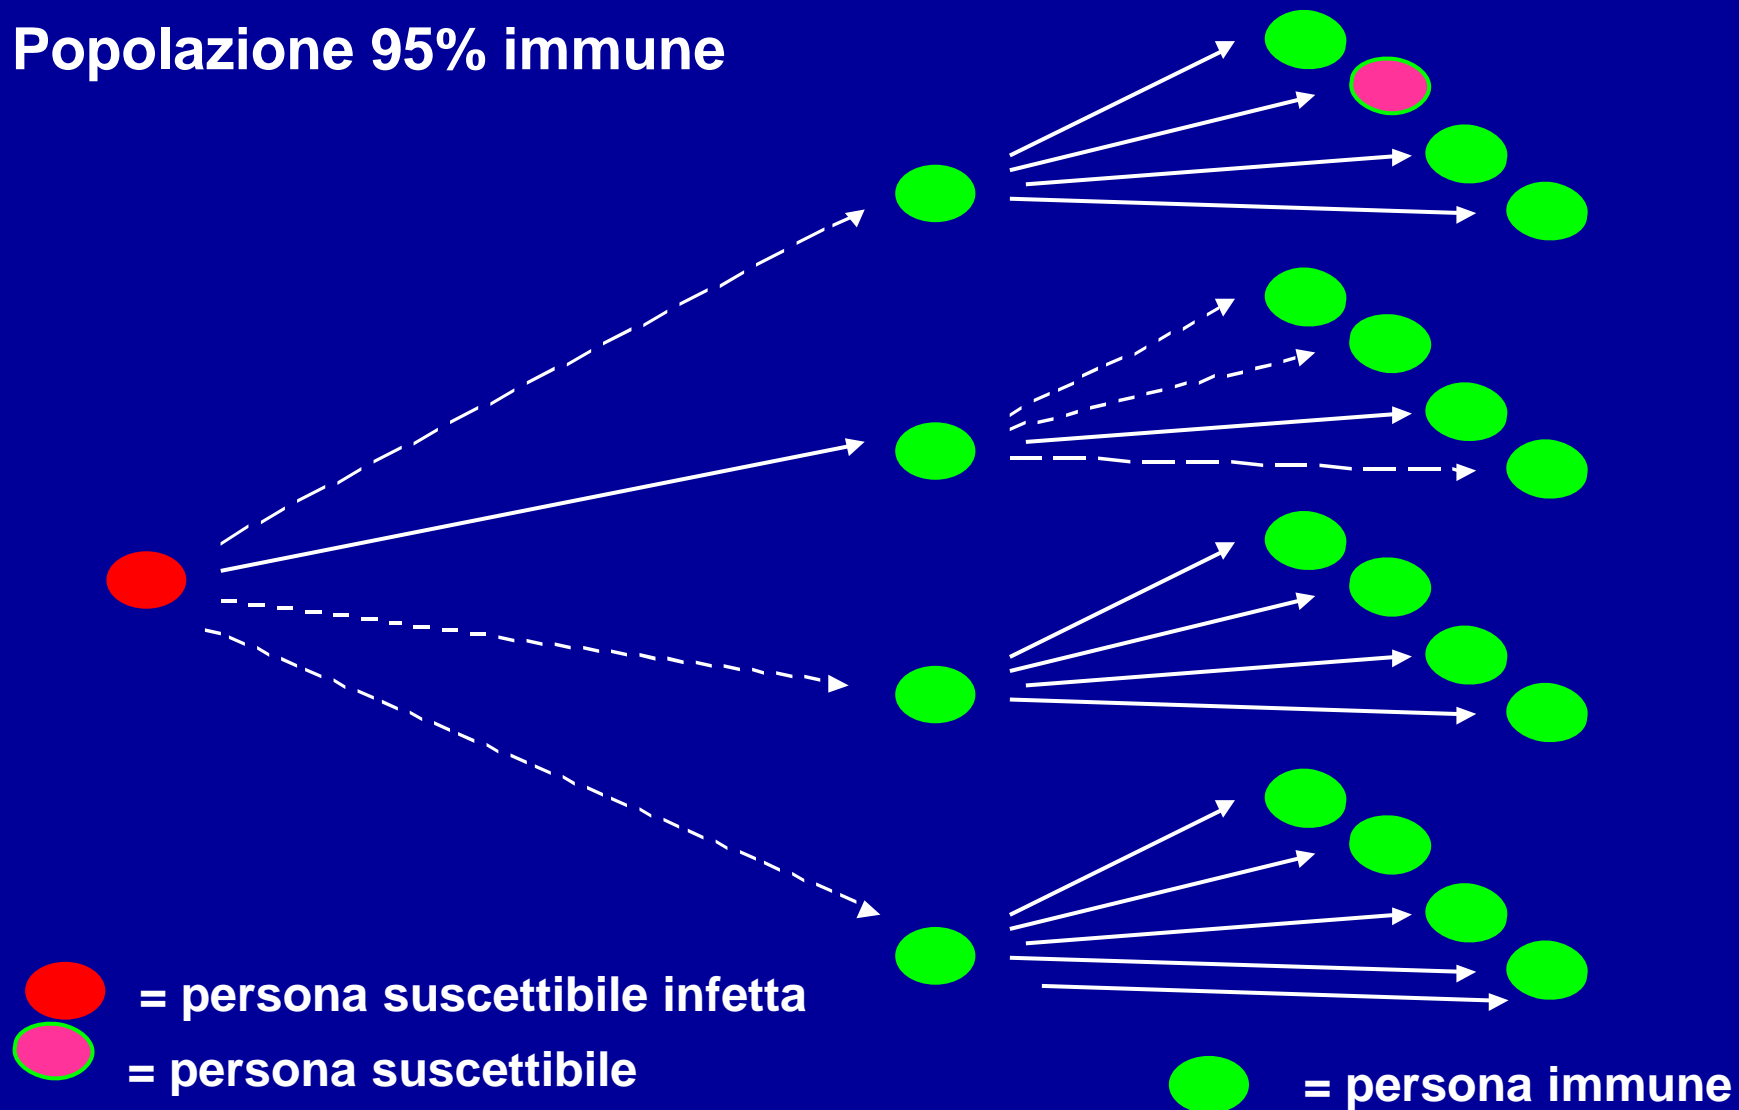 Popolazione 95% immune
= persona suscettibile infetta
= persona suscettibile
= persona immune